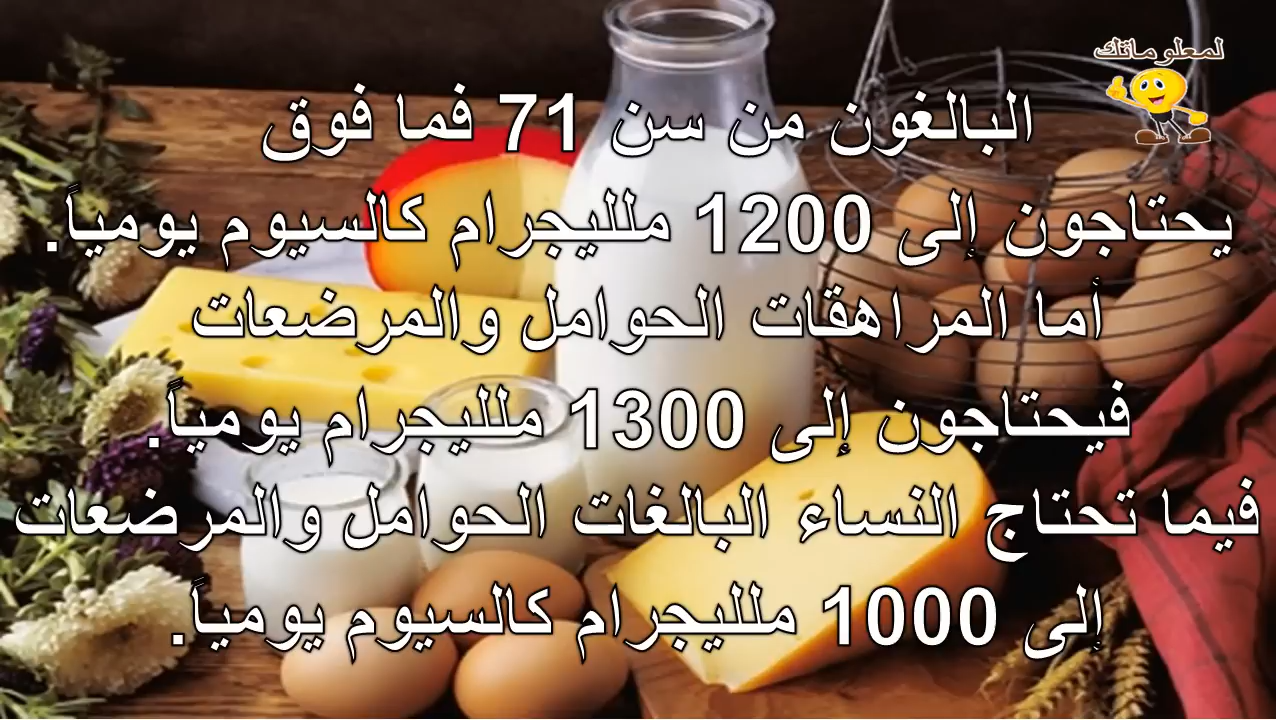 لمعلوماتك
البالغون من سن 71 فما فوق
يحتاجون إلى 1200 ملليجرام كالسيوم يومياً.
أما المراهقات الحوامل والمرضعات
فيحتاجون إلى 1300 ملليجرام يومياً.
فيما تحتاج النساء البالغات الحوامل والمرضعات
إلى 1000 ملليجرام كالسيوم يومياً.